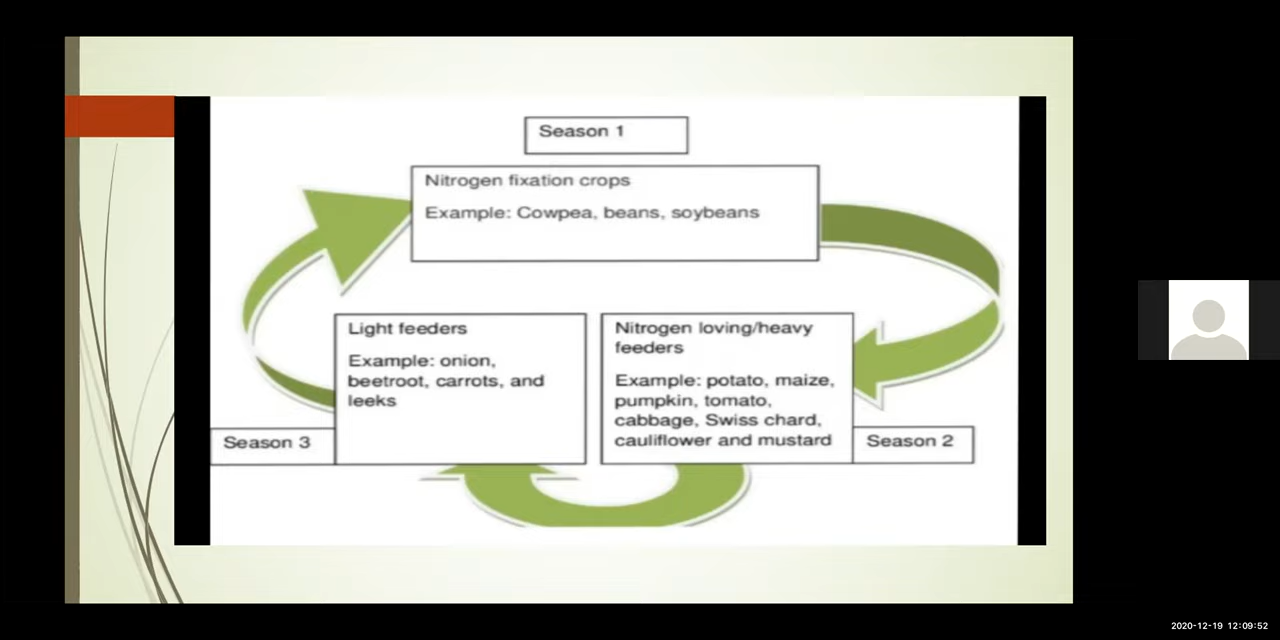 Season 1
Nitrogen fixation crops
Example: Cowpea, beans, soybeans
Light feeders
Example: onion,
beetroot, carrots, and
leeks
Season 3
Nitrogen loving/heavy
feeders
Example: potato, maize,
pumpkin, tomato,
cabbage, Swiss chard,
cauliflower and mustard
Season 2
2020-12-19 12:09:52